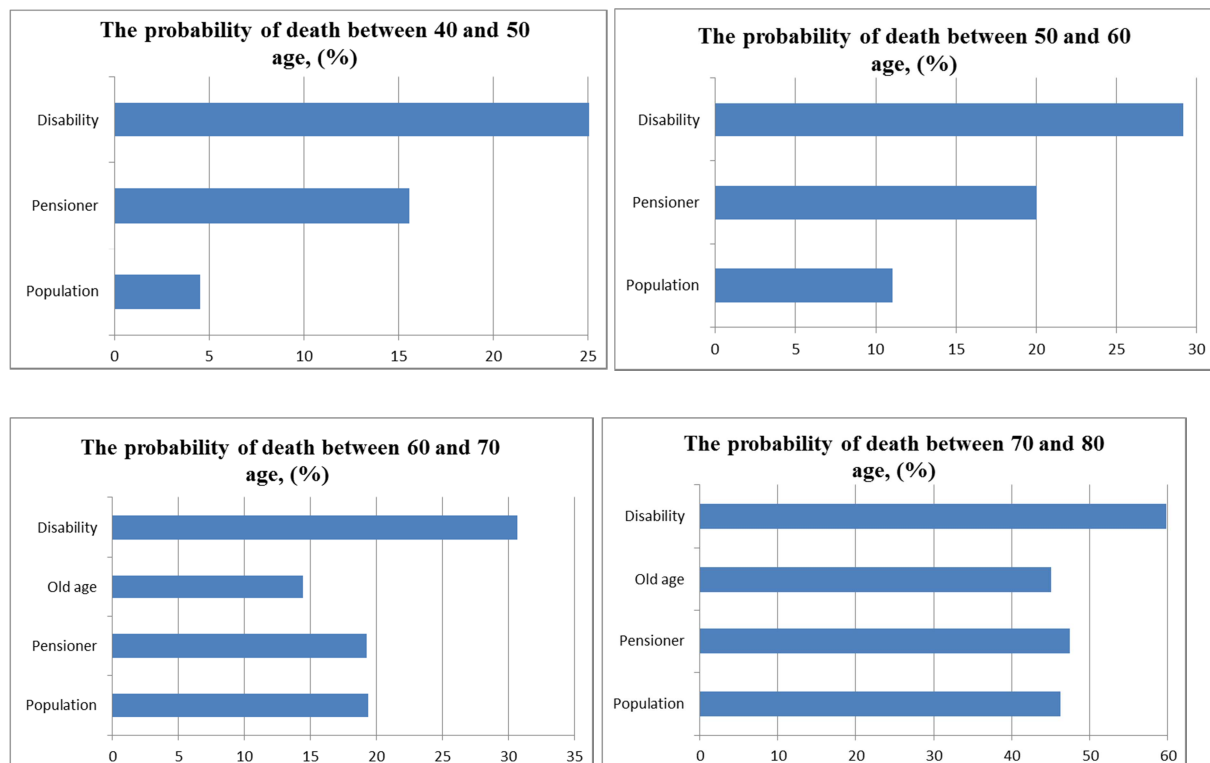 The probability of death between 40 and 50
age, (%)
Disability
Pensioner
Population
0 5 10 15 20 25
The probability of death between 50 and 60
age, (%)
Disability
Pensioner
Population
0 5 10 15 20 25 30
The probability of death between 60 and 70
age, (%)
Disability
Old age
Pensioner
Population
0 5 10 15 20 25 30 35
The probability of death between 70 and 80
age, (%)
Disability
Old age
Pensioner
Population
0 10 20 30 40 50 60